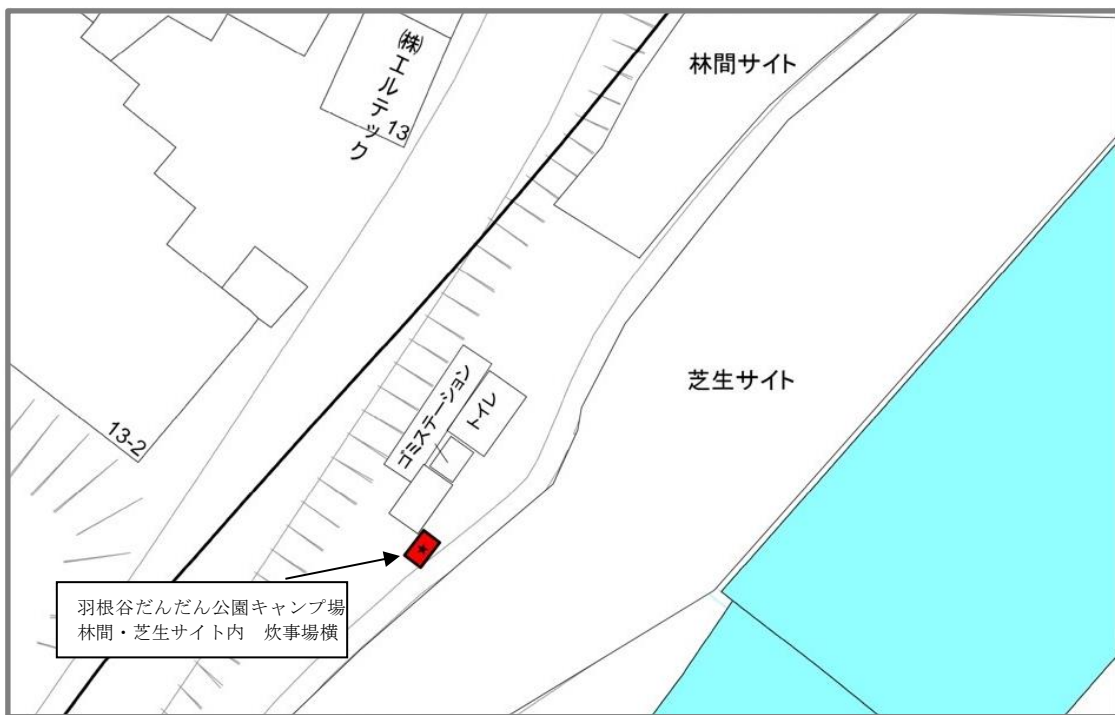 ㈱エルテック
13
林間サイト
芝生サイト
ゴミステーション
トイレ
13-2
羽根谷だんだん公園キャンプ場
林間・芝生サイト内　炊事場横